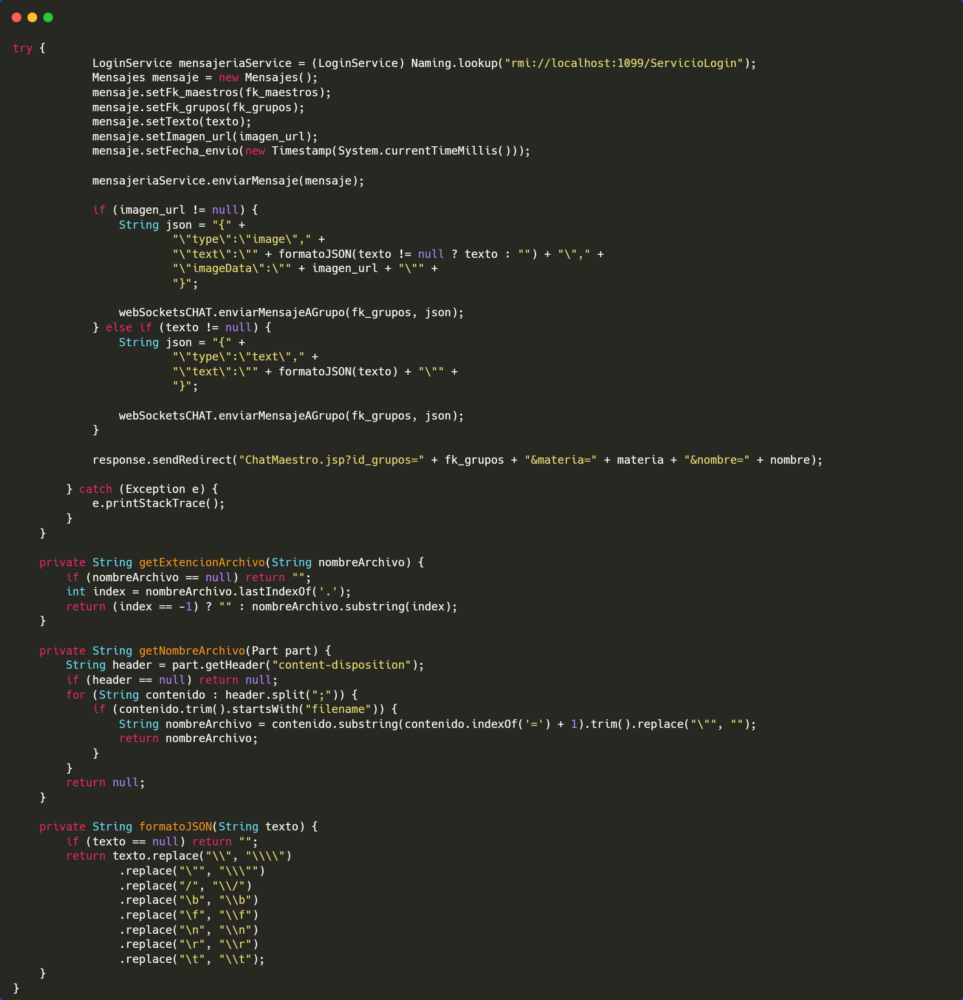 try {
            LoginService mensajeriaService = (LoginService) Naming.lookup("rmi://localhost:1099/ServicioLogin");
            Mensajes mensaje = new Mensajes();
            mensaje.setFk_maestros(fk_maestros);
            mensaje.setFk_grupos(fk_grupos);
            mensaje.setTexto(texto);
            mensaje.setImagen_url(imagen_url);
            mensaje.setFecha_envio(new Timestamp(System.currentTimeMillis()));

            mensajeriaService.enviarMensaje(mensaje);

            if (imagen_url != null) {
                String json = "{" +
                        "\"type\":\"image\"," +
                        "\"text\":\"" + formatoJSON(texto != null ? texto : "") + "\"," +
                        "\"imageData\":\"" + imagen_url + "\"" +
                        "}";

                webSocketsCHAT.enviarMensajeAGrupo(fk_grupos, json);
            } else if (texto != null) {
                String json = "{" +
                        "\"type\":\"text\"," +
                        "\"text\":\"" + formatoJSON(texto) + "\"" +
                        "}";

                webSocketsCHAT.enviarMensajeAGrupo(fk_grupos, json);
            }

            response.sendRedirect("ChatMaestro.jsp?id_grupos=" + fk_grupos + "&materia=" + materia + "&nombre=" + nombre);

        } catch (Exception e) {
            e.printStackTrace();
        }
    }

    private String getExtencionArchivo(String nombreArchivo) {
        if (nombreArchivo == null) return "";
        int index = nombreArchivo.lastIndexOf('.');
        return (index == -1) ? "" : nombreArchivo.substring(index);
    }

    private String getNombreArchivo(Part part) {
        String header = part.getHeader("content-disposition");
        if (header == null) return null;
        for (String contenido : header.split(";")) {
            if (contenido.trim().startsWith("filename")) {
                String nombreArchivo = contenido.substring(contenido.indexOf('=') + 1).trim().replace("\"", "");
                return nombreArchivo;
            }
        }
        return null;
    }

    private String formatoJSON(String texto) {
        if (texto == null) return "";
        return texto.replace("\\", "\\\\")
                .replace("\"", "\\\"")
                .replace("/", "\\/")
                .replace("\b", "\\b")
                .replace("\f", "\\f")
                .replace("\n", "\\n")
                .replace("\r", "\\r")
                .replace("\t", "\\t");
    }
}